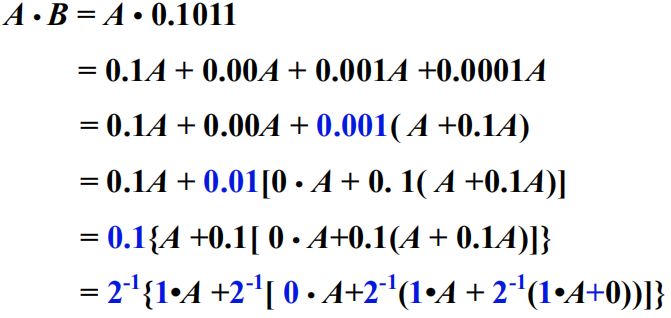 A · B = A • 0.1011
= 0.1A + 0.00A + 0.001A +0.0001A
= 0.1A + 0.00A + 0.001( A +0.1A)
= 0.1A + 0.01[0 · A + 0. 1( A +0.1A)]
= 0.1{A +0.1[ 0 · A+0.1(A + 0.1A)]}
= 2⁻¹{1•A +2⁻¹[ 0 · A+2⁻¹(1•A + 2⁻¹(1•A+0))]}